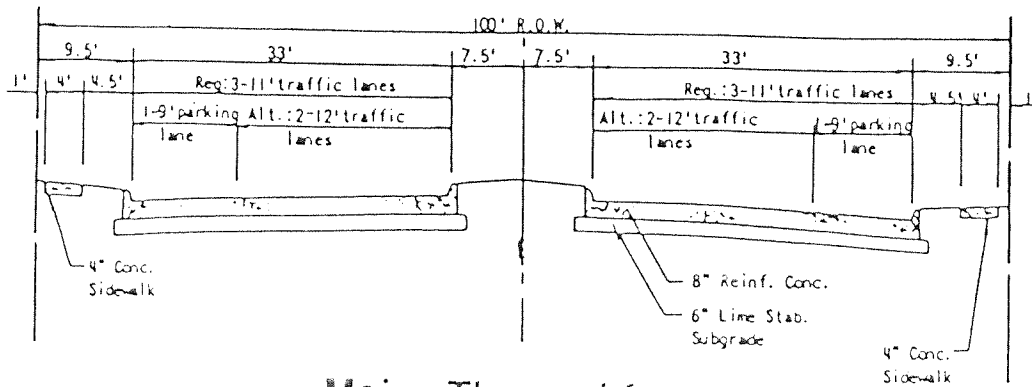 100' R.O.W.
9.5' 33' 7.5' 7.5' 33' 9.5'
1' 4' 4.5' Req:3-11'traffic lanes Req.:3-11'traffic lanes 4.5' 4' 1
1-9'parking Alt.:2-12'traffic Alt.:2-12'traffic 1-9'parking
lane lanes lanes lane
4" Conc.
Sidewalk
8" Reinf. Conc.
6" Lime Stab.
Subgrade
4" Conc.
Sidewalk